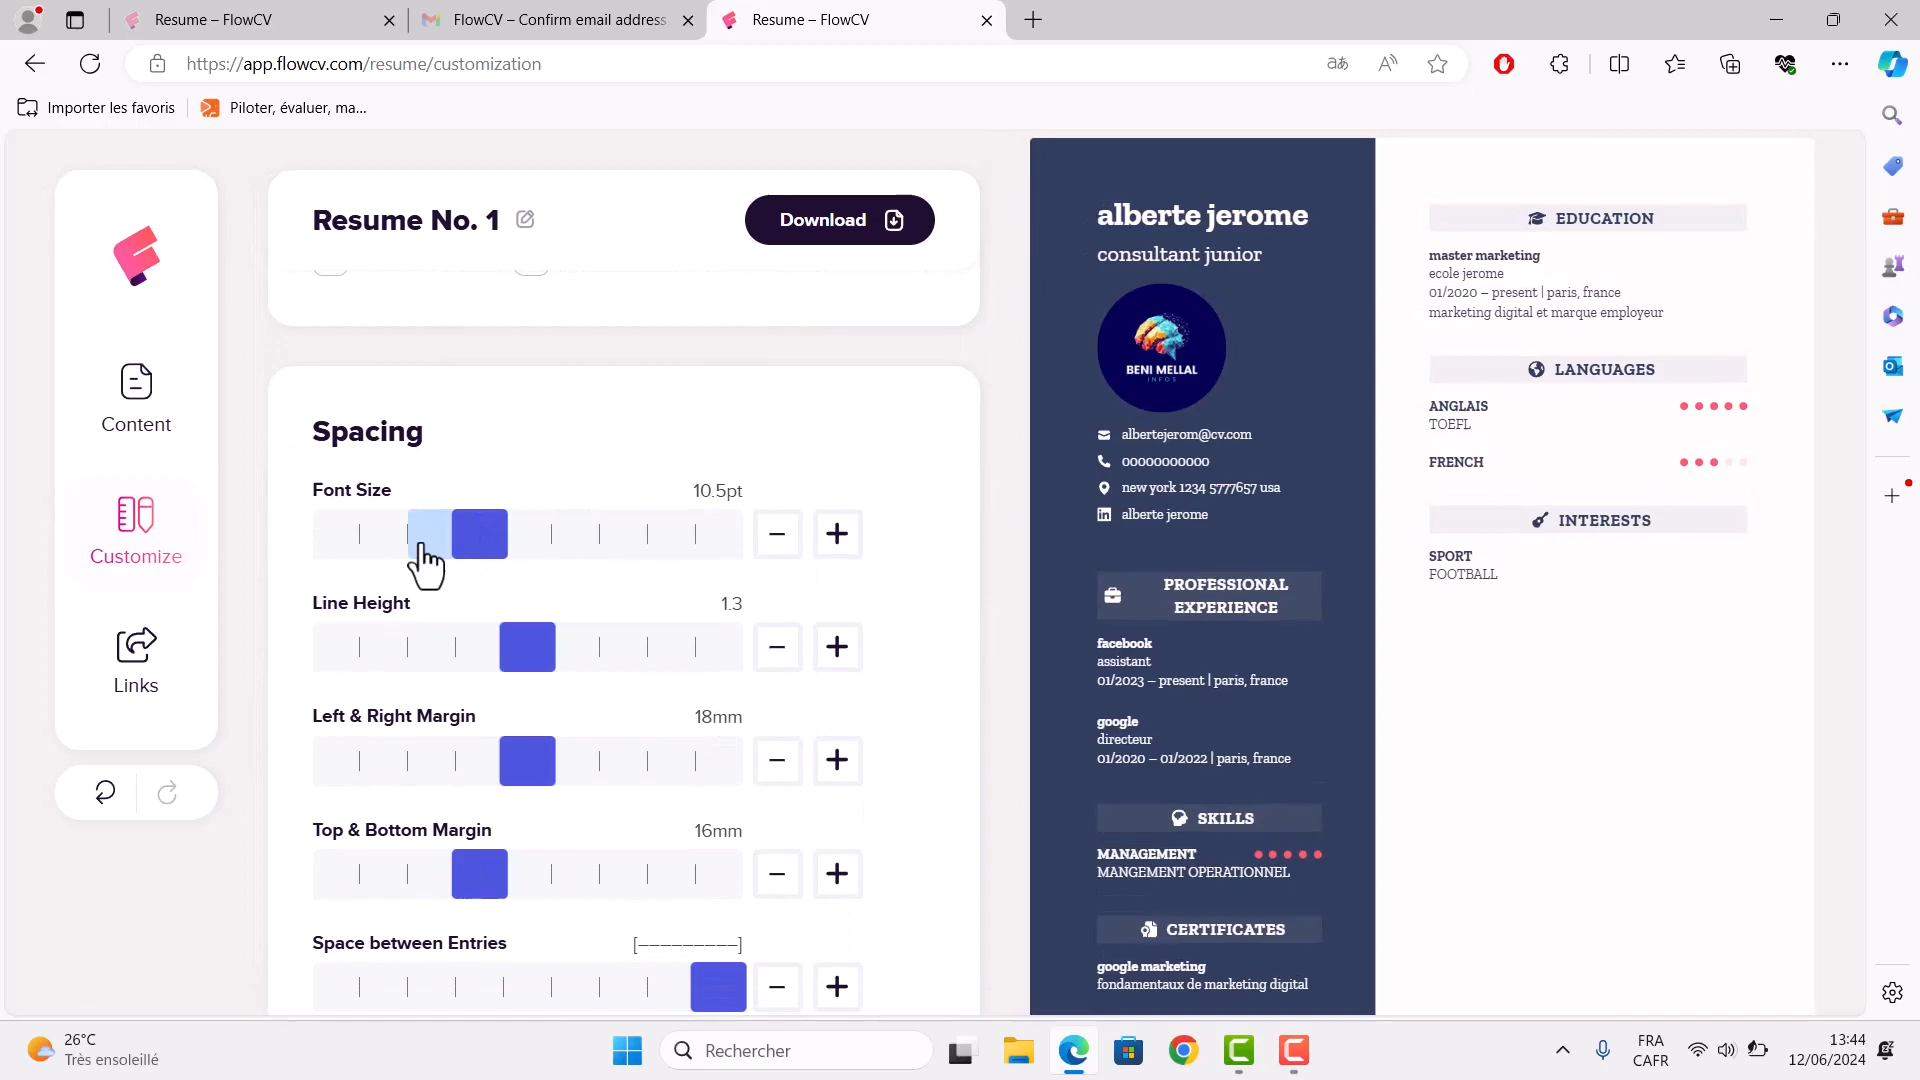 Resume – FlowCV
FlowCV – Confirm email address
Resume – FlowCV
https://app.flowcv.com/resume/customization
Importer les favoris
Piloter, évaluer, ma...
Resume No. 1
Download
Content
Customize
Links
Spacing
Font Size
10.5pt
Line Height
1.3
Left & Right Margin
18mm
Top & Bottom Margin
16mm
Space between Entries
[–––––––––]
alberte jerome
consultant junior
BENI MELLAL
INFOS
albertejerom@cv.com
00000000000
new york 1234 5777657 usa
alberte jerome
PROFESSIONAL
EXPERIENCE
facebook
assistant
01/2023 – present | paris, france
google
directeur
01/2020 – 01/2022 | paris, france
SKILLS
MANAGEMENT
MANGEMENT OPERATIONNEL
CERTIFICATES
google marketing
fondamentaux de marketing digital
EDUCATION
master marketing
ecole jerome
01/2020 – present | paris, france
marketing digital et marque employeur
LANGUAGES
ANGLAIS
TOEFL
FRENCH
INTERESTS
SPORT
FOOTBALL
26°C
Très ensoleillé
Rechercher
FRA
CAFR
13:44
12/06/2024